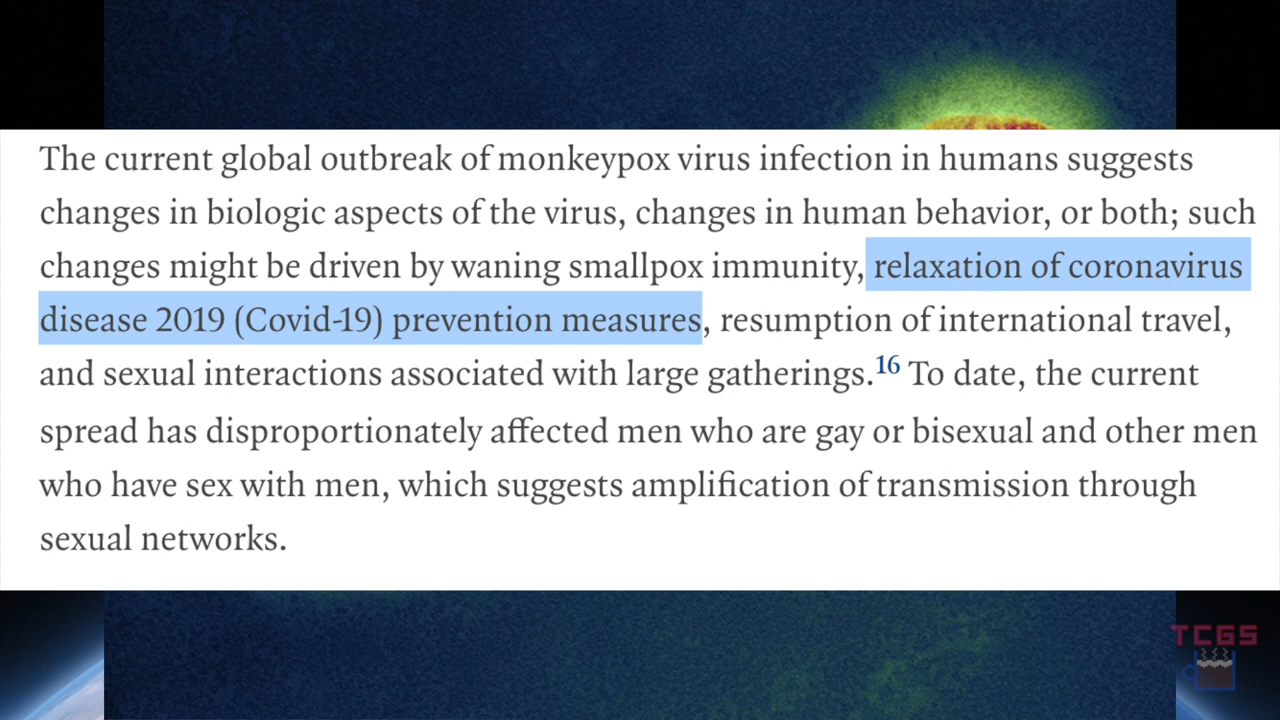 The current global outbreak of monkeypox virus infection in humans suggests
changes in biologic aspects of the virus, changes in human behavior, or both; such
changes might be driven by waning smallpox immunity, relaxation of coronavirus
disease 2019 (Covid-19) prevention measures, resumption of international travel,
and sexual interactions associated with large gatherings.16 To date, the current
spread has disproportionately affected men who are gay or bisexual and other men
who have sex with men, which suggests amplification of transmission through
sexual networks.
TCGS